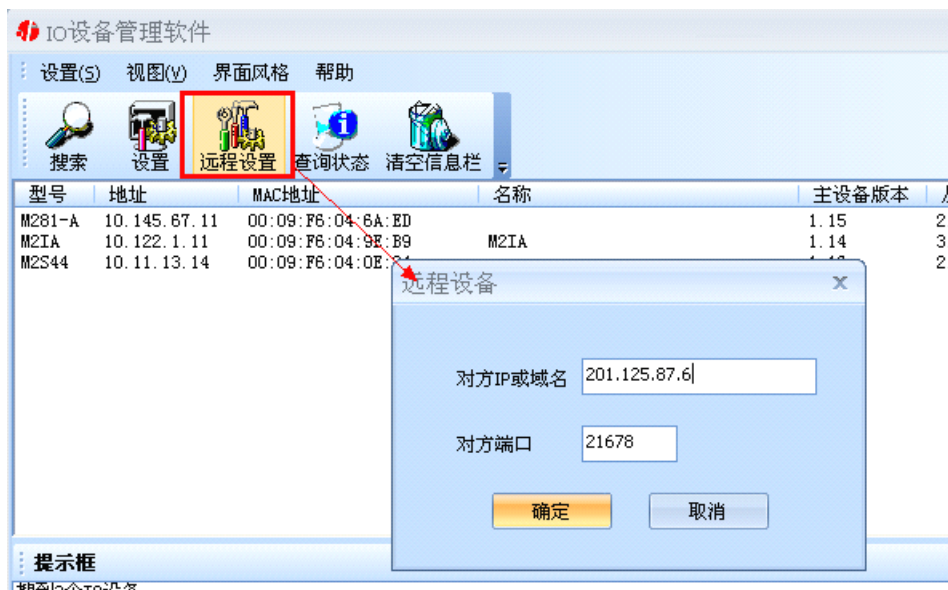 IO设备管理软件
设置(S) 视图(V) 界面风格 帮助
搜索 设置 远程设置 查询状态 清空信息栏
型号 地址 MAC地址 名称 主设备版本
M281-A 10.145.67.11 00:09:F6:04:6A:ED 1.15 2
M2IA 10.122.1.11 00:09:F6:04:9E:B9 M2IA 1.14 3
M2S44 10.11.13.14 00:09:F6:04:0E: 2
远程设备 x
对方IP或域名 201.125.87.6
对方端口 21678
确定 取消
提示框